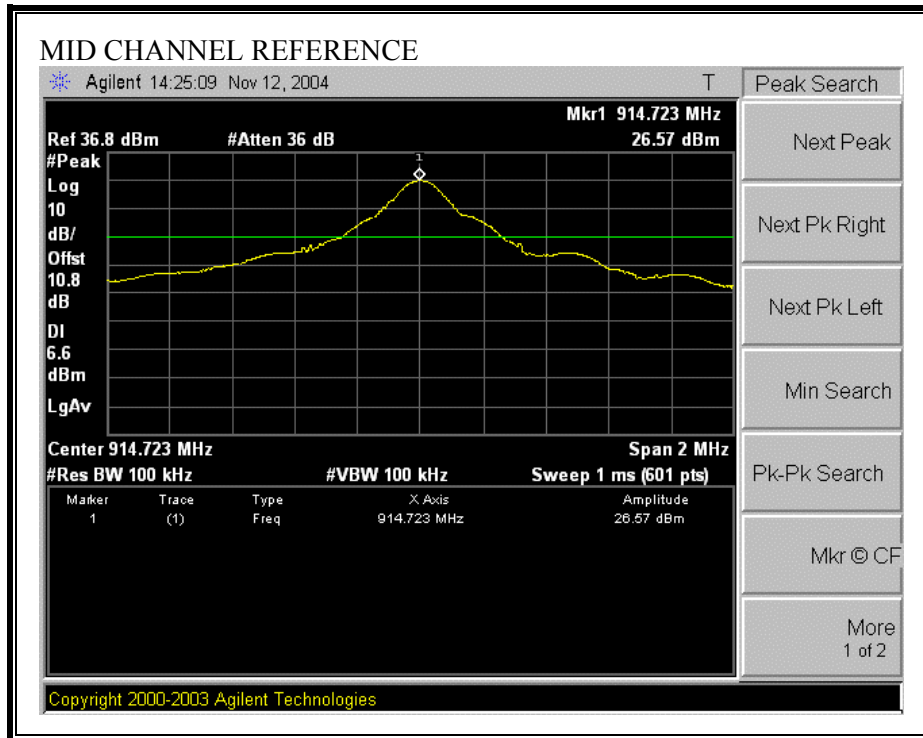 MID CHANNEL REFERENCE
Agilent 14:25:09 Nov 12, 2004 T
Peak Search
Mkr1 914.723 MHz
Ref 36.8 dBm #Atten 36 dB 26.57 dBm
#Peak
Log
10
dB/
Offst
10.8
dB
DI
6.6
dBm
LgAv
1
Center 914.723 MHz Span 2 MHz
#Res BW 100 kHz #VBW 100 kHz Sweep 1 ms (601 pts)
Marker Trace Type X Axis Amplitude
1 (1) Freq 914.723 MHz 26.57 dBm
Next Peak
Next Pk Right
Next Pk Left
Min Search
Pk-Pk Search
Mkr © CF
More
1 of 2
Copyright 2000-2003 Agilent Technologies